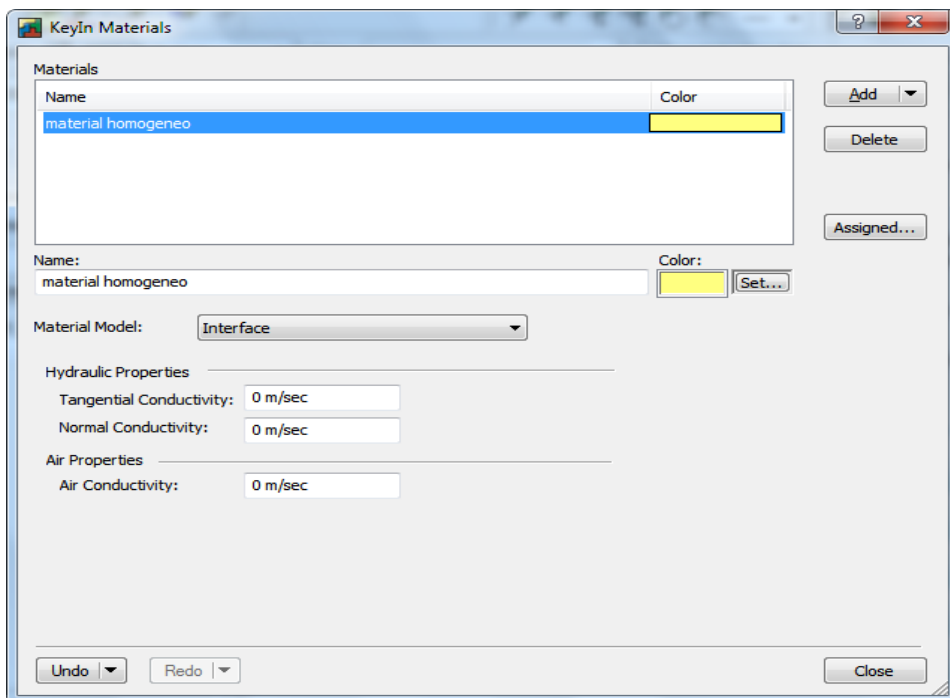 KeyIn Materials
Materials
Name Color
material homogeneo
Add
Delete
Assigned...
Name: Color:
material homogeneo Set...
Material Model: Interface
Hydraulic Properties
Tangential Conductivity: 0 m/sec
Normal Conductivity: 0 m/sec
Air Properties
Air Conductivity: 0 m/sec
Undo Redo Close